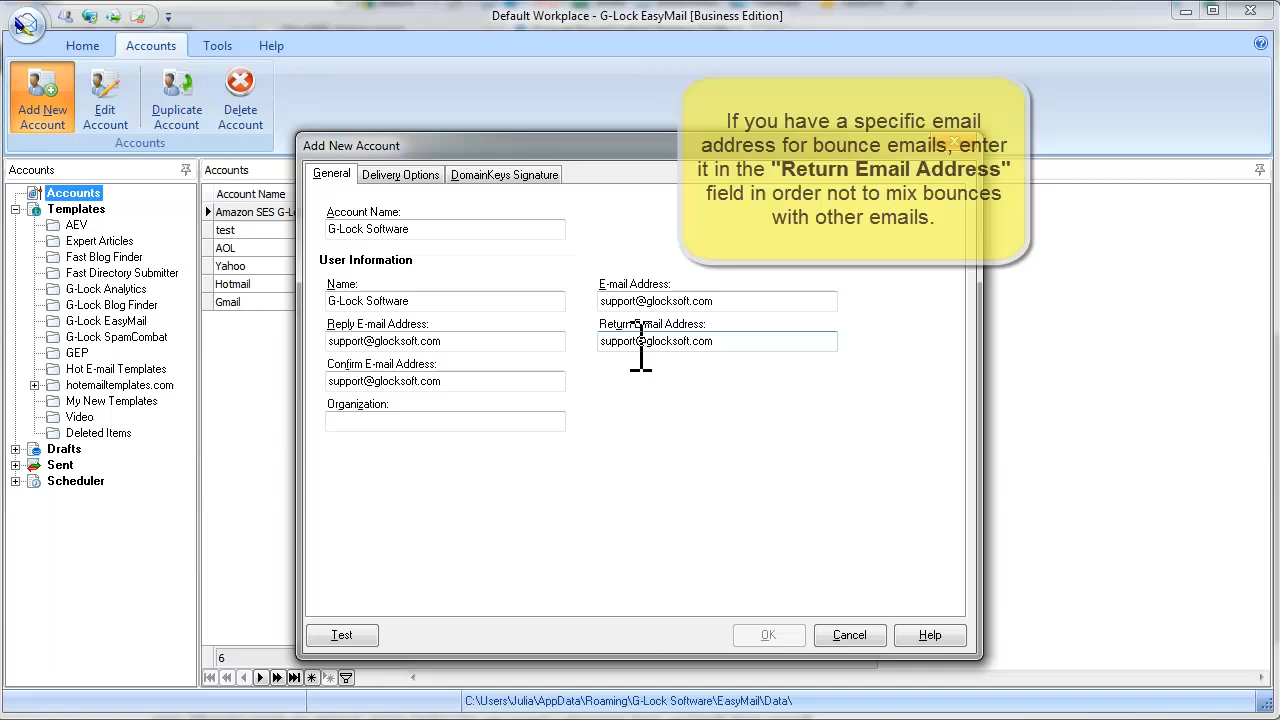 Default Workplace - G-Lock EasyMail [Business Edition]
Home Accounts Tools Help
Add New Account
Edit Account
Duplicate Account
Delete Account
Accounts
If you have a specific email
address for bounce emails, enter
it in the "Return Email Address"
field in order not to mix bounces
with other emails.
Accounts
Accounts
Templates
AEV
Expert Articles
Fast Blog Finder
Fast Directory Submitter
G-Lock Analytics
G-Lock Blog Finder
G-Lock EasyMail
G-Lock SpamCombat
GEP
Hot E-mail Templates
hotemailtemplates.com
My New Templates
Video
Deleted Items
Drafts
Sent
Scheduler
Accounts
Account Name
Amazon SES G-L
test
AOL
Yahoo
Hotmail
Gmail
6
Add New Account
General Delivery Options DomainKeys Signature
Account Name:
G-Lock Software
User Information
Name:
G-Lock Software
E-mail Address:
support@glocksoft.com
Reply E-mail Address:
support@glocksoft.com
Return E-mail Address:
support@glocksoft.com
Confirm E-mail Address:
support@glocksoft.com
Organization:
Test OK Cancel Help
C:\Users\Julia\AppData\Roaming\G-Lock Software\EasyMail\Data\